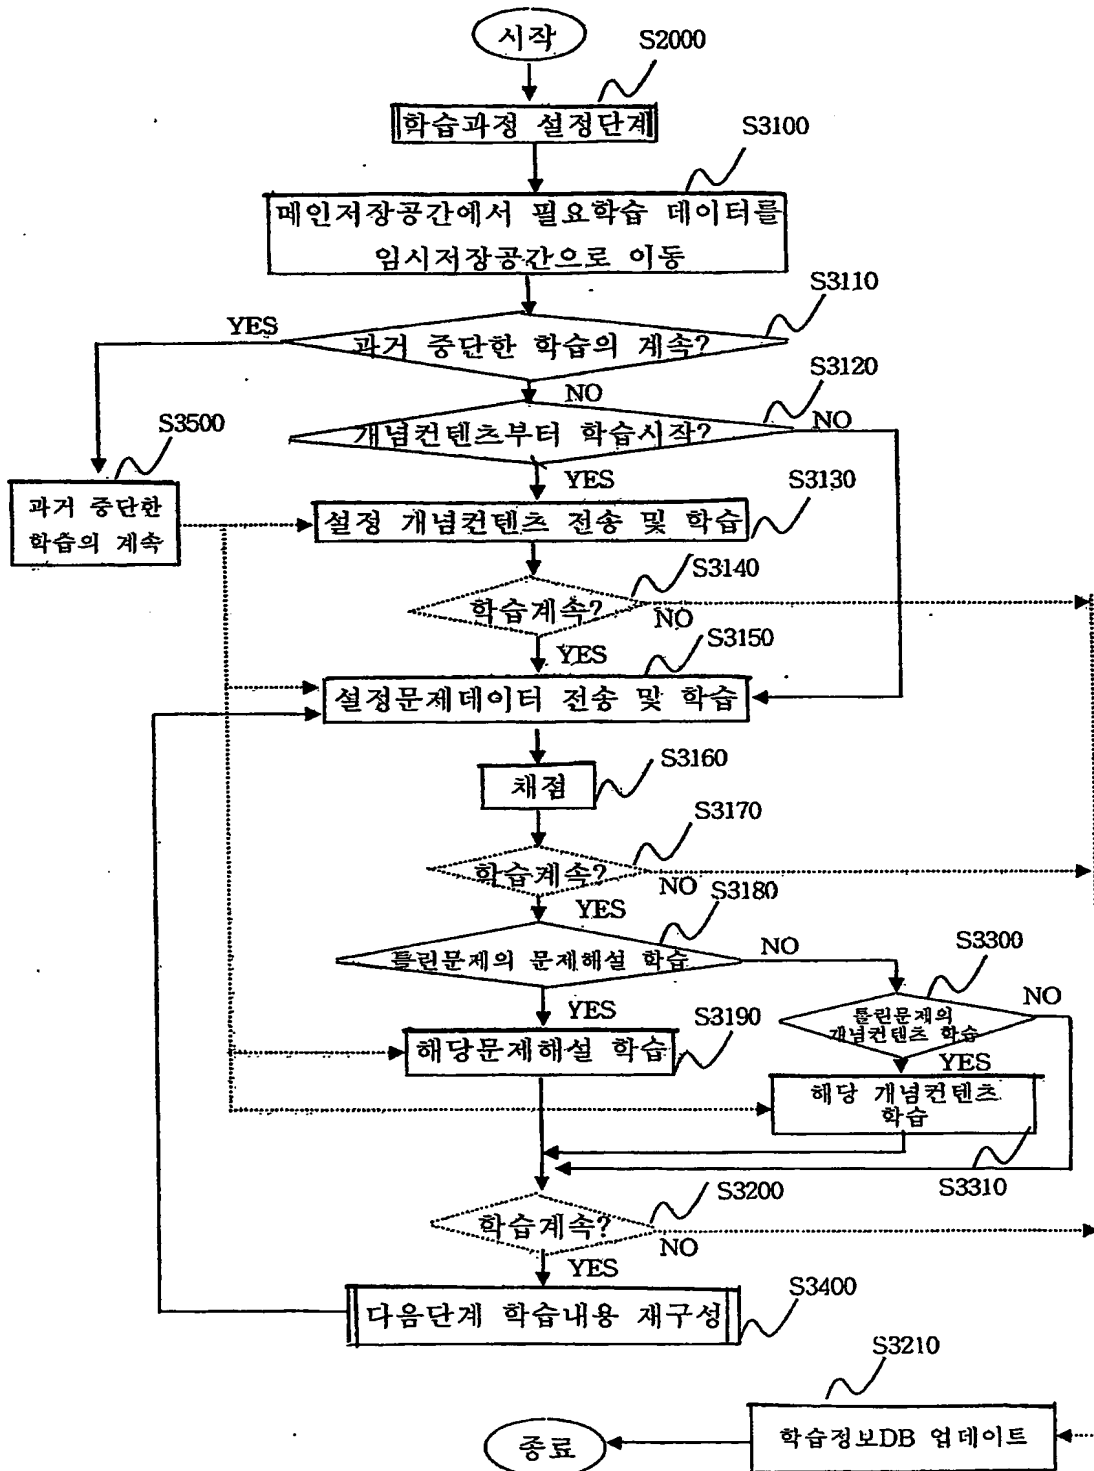 시작
S2000
학습과정 설정단계
S3100
메인저장공간에서 필요학습 데이터를
임시저장공간으로 이동
S3110
YES
과거 중단한 학습의 계속?
NO
S3120
개념컨텐츠부터 학습시작?
NO
S3500
과거 중단한
학습의 계속
YES
S3130
설정 개념컨텐츠 전송 및 학습
S3140
학습계속?
NO
YES
S3150
설정문제데이터 전송 및 학습
S3160
채점
S3170
학습계속?
NO
YES
S3180
틀린문제의 문제해설 학습
NO
S3300
틀린문제의
개념컨텐츠 학습
NO
YES
S3190
해당문제해설 학습
YES
해당 개념컨텐츠
학습
S3310
S3200
학습계속?
NO
YES
S3400
다음단계 학습내용 재구성
S3210
학습정보DB 업데이트
종료